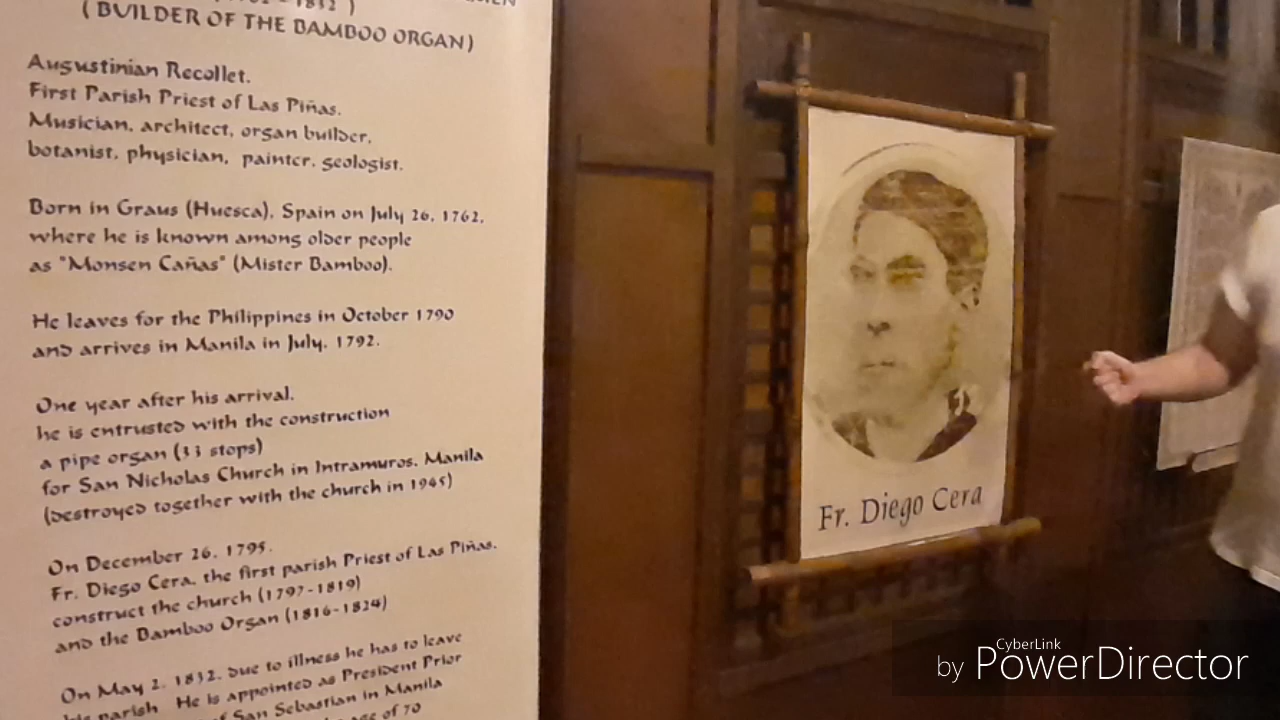 - 1832 )
( BUILDER OF THE BAMBOO ORGAN)
Augustinian Recollet.
First Parish Priest of Las Piñas.
Musician, architect, organ builder,
botanist, physician, painter, geologist.
Born in Graus (Huesca), Spain on July 26, 1762,
where he is known among older people
as "Monsen Cañas" (Mister Bamboo).
He leaves for the Philippines in October 1790
and arrives in Manila in July, 1792.
One year after his arrival,
he is entrusted with the construction
a pipe organ (33 stops)
for San Nicholas Church in Intramuros, Manila
(destroyed together with the church in 1945)
On December 26, 1795,
Fr. Diego Cera, the first parish Priest of Las Piñas,
construct the church (1797-1819)
and the Bamboo Organ (1816-1824)
On May 2, 1832, due to illness he has to leave
his parish He is appointed as President Prior
of San Sebastian in Manila
age of 70
Fr. Diego Cera
by CyberLink PowerDirector